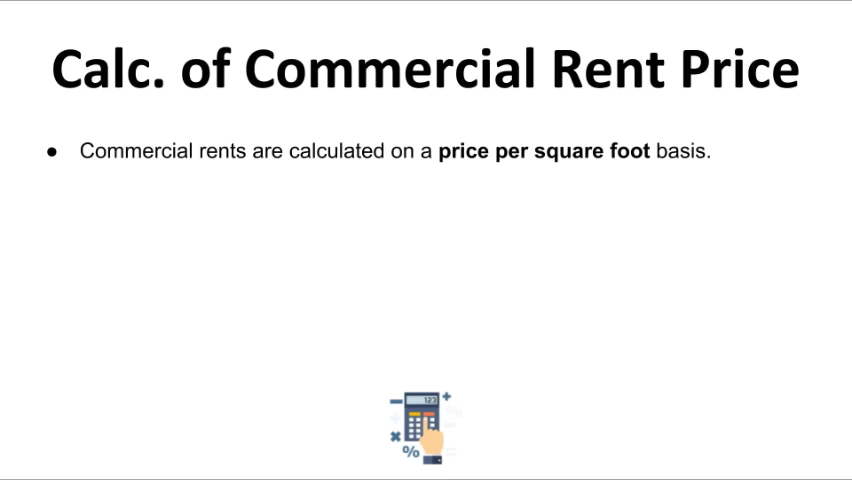 Calc. of Commercial Rent Price
● Commercial rents are calculated on a price per square foot basis.
123
%